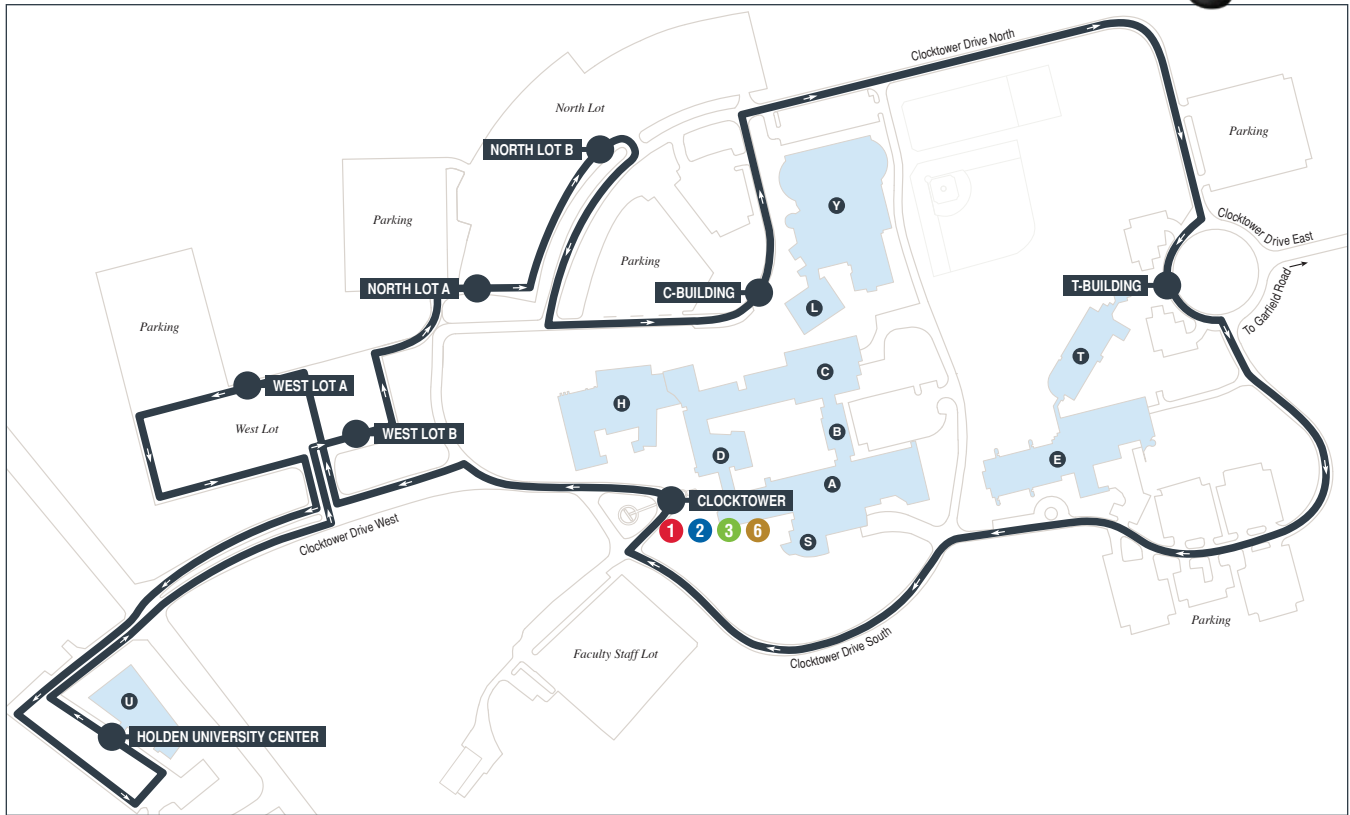 Clocktower Drive North
North Lot
Parking
NORTH LOT B
Parking
Y
Clocktower Drive East
Parking
NORTH LOT A
C-BUILDING
T-BUILDING
To Garfield Road
L
Parking
T
WEST LOT A
C
H
West Lot
WEST LOT B
B
D
E
A
CLOCKTOWER
1 2 3 6
Clocktower Drive West
S
Parking
Clocktower Drive South
Faculty Staff Lot
U
HOLDEN UNIVERSITY CENTER